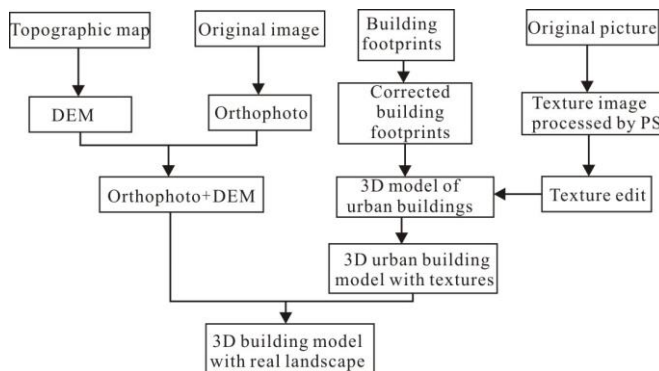 Topographic map
Original image
Building
footprints
Original picture
DEM
Orthophoto
Corrected
building
footprints
Texture image
processed by PS
Orthophoto+DEM
3D model of
urban buildings
Texture edit
3D urban building
model with textures
3D building model
with real landscape